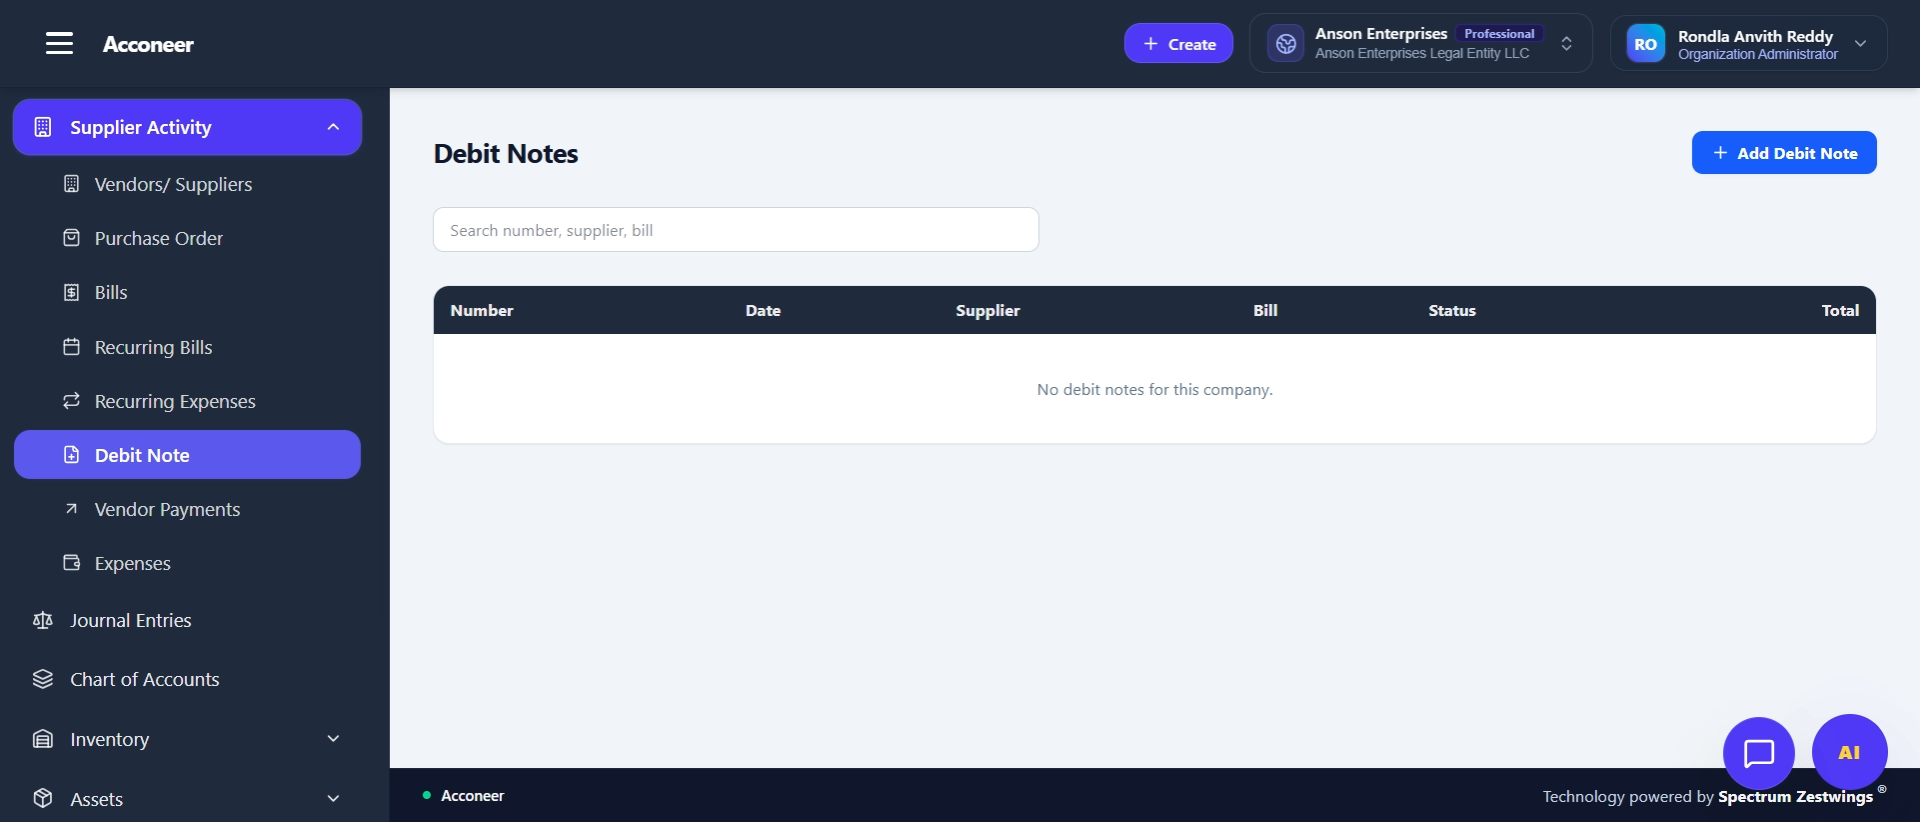 Acconeer
+ Create
Anson Enterprises Professional
Anson Enterprises Legal Entity LLC
RO
Rondla Anvith Reddy
Organization Administrator
Supplier Activity
Vendors/ Suppliers
Purchase Order
Bills
Recurring Bills
Recurring Expenses
Debit Note
Vendor Payments
Expenses
Journal Entries
Chart of Accounts
Inventory
Assets
Debit Notes
+ Add Debit Note
Search number, supplier, bill
Number Date Supplier Bill Status Total
No debit notes for this company.
AI
Acconeer
Technology powered by Spectrum Zestwings ®